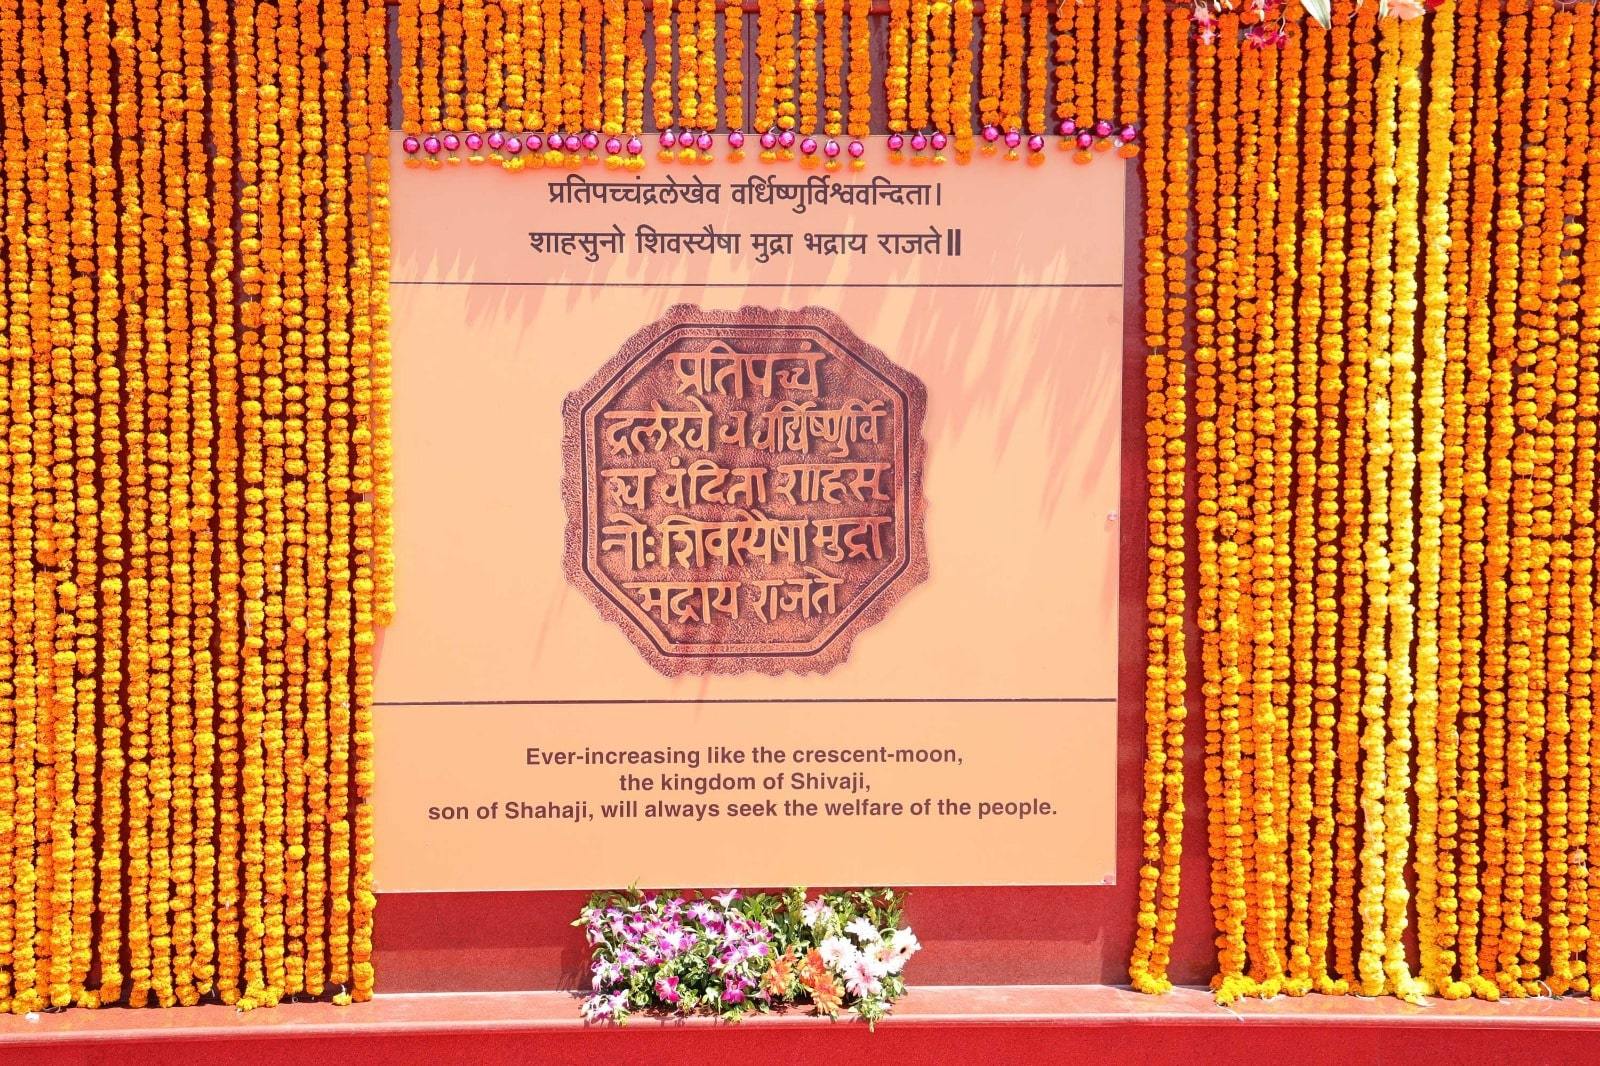 प्रतिपच्चंद्रलेखेव वर्धिष्णुर्विश्ववन्दिता।
शाहसुनो शिवस्यैषा मुद्रा भद्राय राजते॥
प्रतिपच्चं
द्रलेखेव वर्धिष्णुर्वि
श्व वंदिता शाहसू
नोः शिवस्यैषा मुद्रा
भद्राय राजते
Ever-increasing like the crescent-moon,
the kingdom of Shivaji,
son of Shahaji, will always seek the welfare of the people.